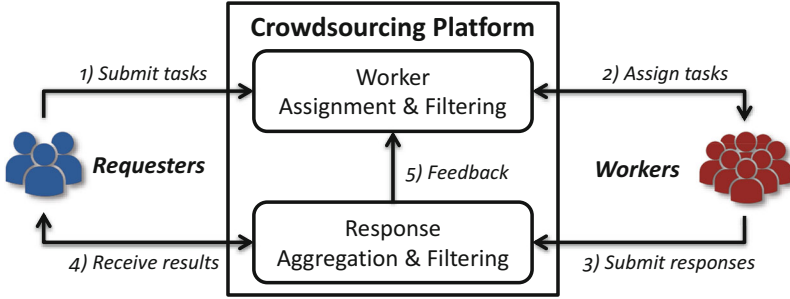 Crowdsourcing Platform
1) Submit tasks
Worker
Assignment & Filtering
2) Assign tasks
Requesters
5) Feedback
Workers
Response
Aggregation & Filtering
4) Receive results
3) Submit responses